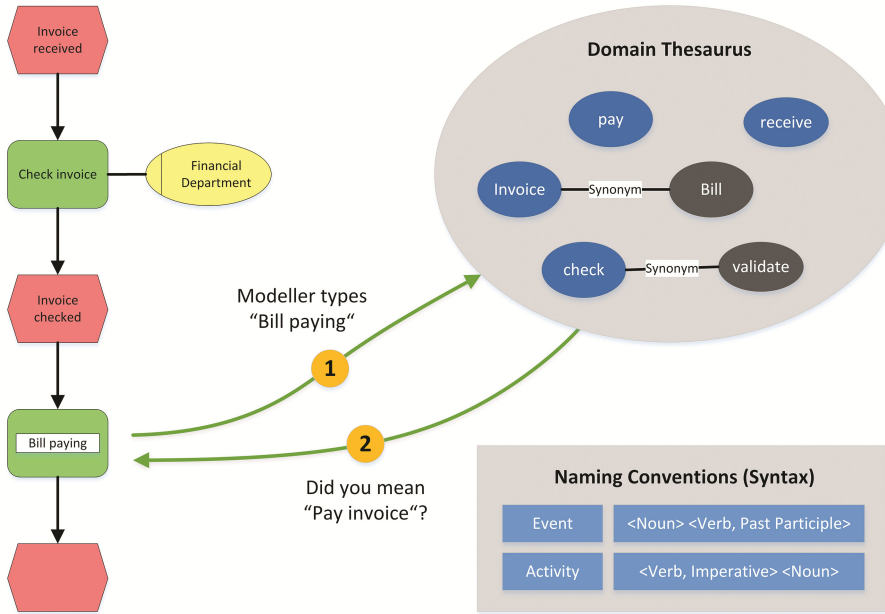 Invoice
received
Check invoice
Financial
Department
Invoice
checked
Bill paying
Modeller types
“Bill paying“
1
2
Did you mean
“Pay invoice“?
Domain Thesaurus
pay
receive
Invoice
Synonym
Bill
check
Synonym
validate
Naming Conventions (Syntax)
Event
<Noun> <Verb, Past Participle>
Activity
<Verb, Imperative> <Noun>